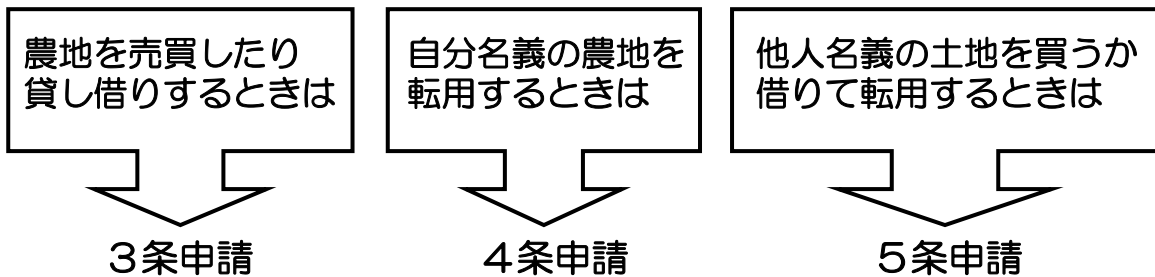 農地を売買したり
貸し借りするときは
自分名義の農地を
転用するときは
他人名義の土地を買うか
借りて転用するときは
３条申請
４条申請
５条申請